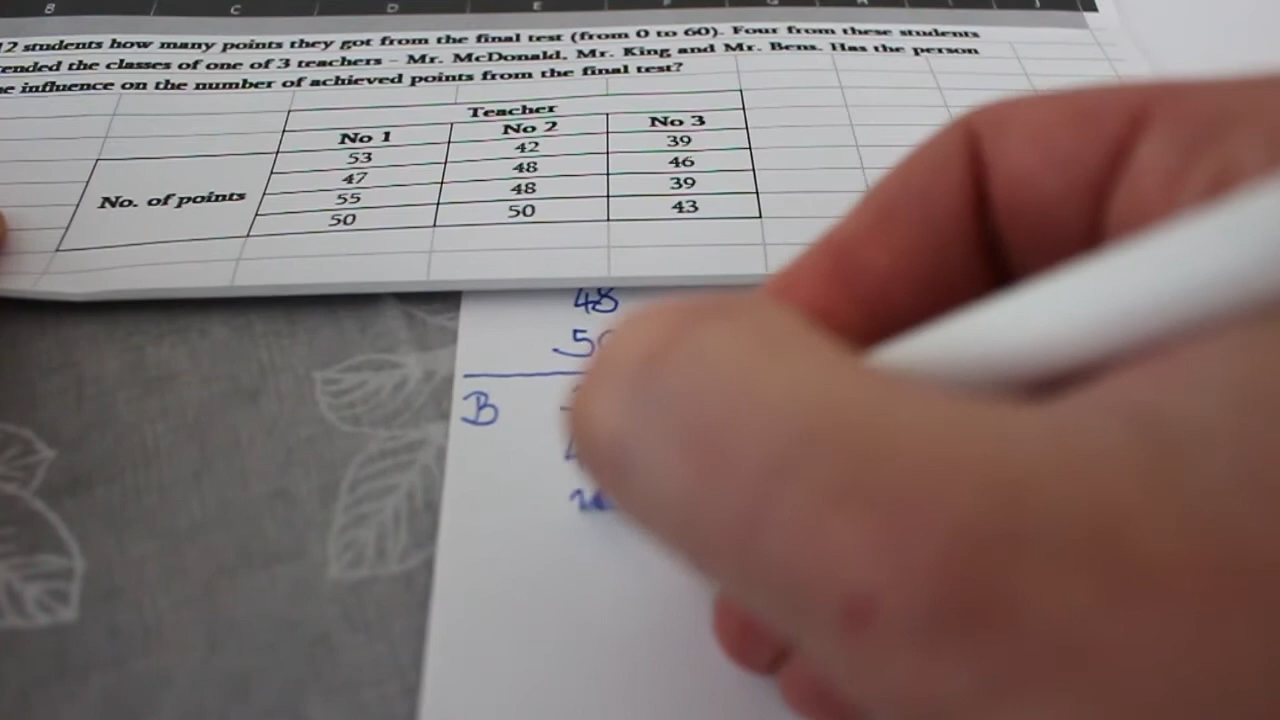 B C D E
12 students how many points they got from the final test (from 0 to 60). Four from these students
tended the classes of one of 3 teachers – Mr. McDonald, Mr. King and Mr. Bens. Has the person
he influence on the number of achieved points from the final test?
Teacher
No 1 No 2 No 3
53 42 39
47 48 46
55 48 39
50 50 43
No. of points
48
50
B